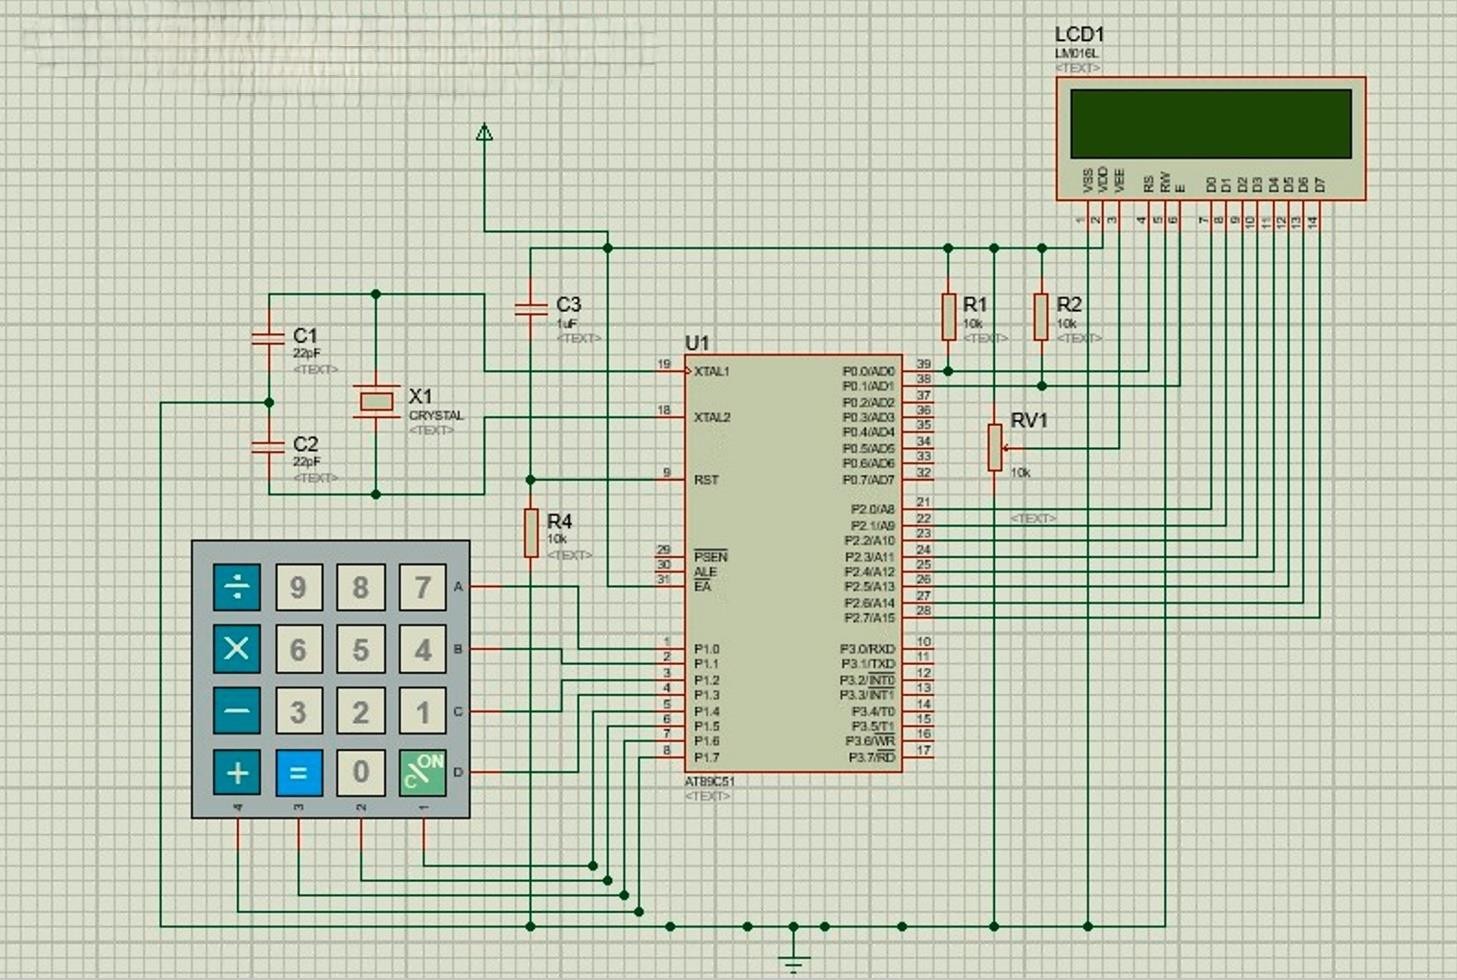 LCD1
LM016L
<TEXT>
VSS VDD VEE RS RW E D0 D1 D2 D3 D4 D5 D6 D7
1 2 3 4 5 6 7 8 9 10 11 12 13 14
C1
22pF
<TEXT>
X1
CRYSTAL
<TEXT>
C2
22pF
<TEXT>
C3
1uF
<TEXT>
R4
10k
<TEXT>
R1
10k
<TEXT>
R2
10k
<TEXT>
RV1
10k
<TEXT>
U1
19 XTAL1 P0.0/AD0 39
P0.1/AD1 38
P0.2/AD2 37
18 XTAL2 P0.3/AD3 36
P0.4/AD4 35
P0.5/AD5 34
P0.6/AD6 33
9 RST P0.7/AD7 32
P2.0/A8 21
P2.1/A9 22
P2.2/A10 23
29 PSEN P2.3/A11 24
30 ALE P2.4/A12 25
31 EA P2.5/A13 26
P2.6/A14 27
P2.7/A15 28
1 P1.0 P3.0/RXD 10
2 P1.1 P3.1/TXD 11
3 P1.2 P3.2/INT0 12
4 P1.3 P3.3/INT1 13
5 P1.4 P3.4/T0 14
6 P1.5 P3.5/T1 15
7 P1.6 P3.6/WR 16
8 P1.7 P3.7/RD 17
AT89C51
<TEXT>
÷ 9 8 7 A
× 6 5 4 B
− 3 2 1 C
+ = 0 ON/C D
4 3 2 1